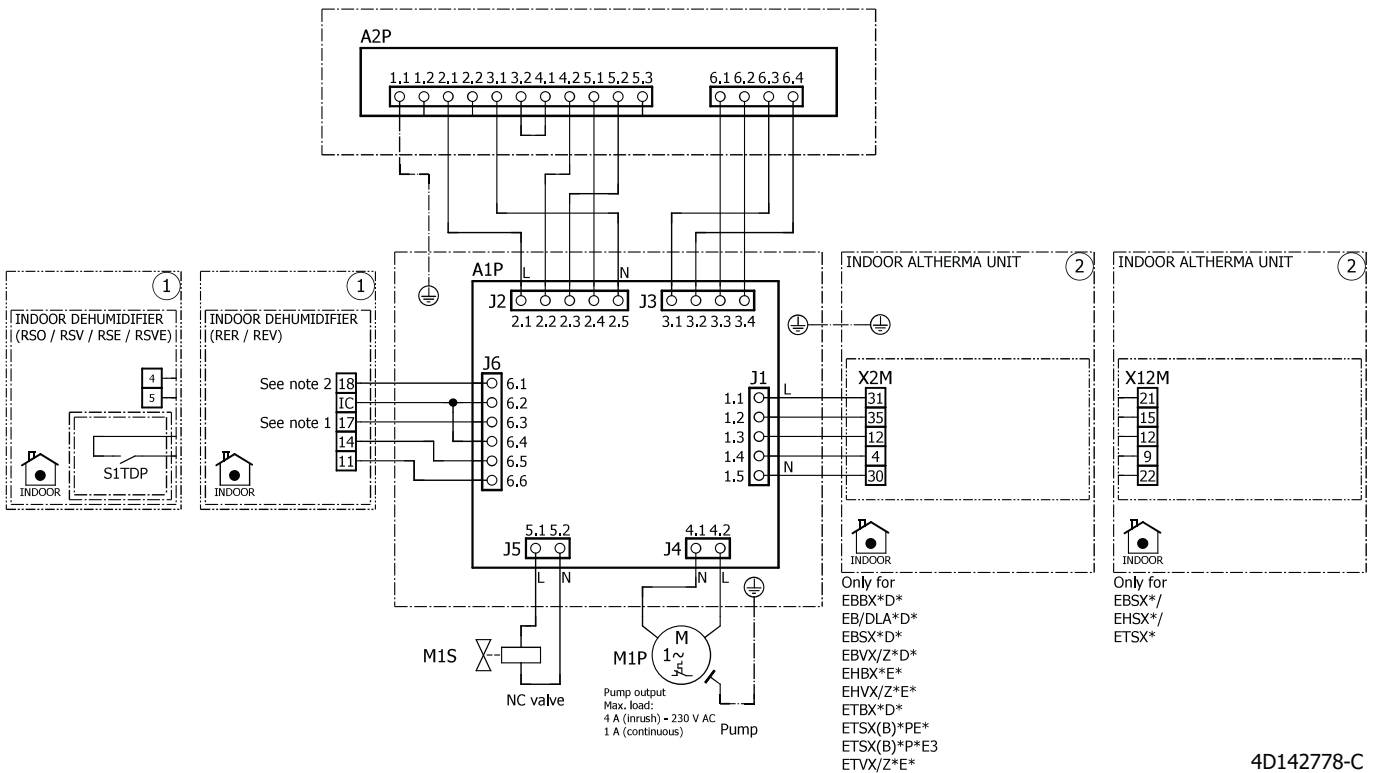 A2P
1.1 1.2 2.1 2.2 3.1 3.2 4.1 4.2 5.1 5.2 5.3
6.1 6.2 6.3 6.4
1
INDOOR DEHUMIDIFIER
(RSO / RSV / RSE / RSVE)
4
5
S1TDP
INDOOR
1
INDOOR DEHUMIDIFIER
(RER / REV)
See note 2
18
IC
See note 1
17
14
11
INDOOR
A1P
L
N
J2
2.1 2.2 2.3 2.4 2.5
J3
3.1 3.2 3.3 3.4
J6
6.1
6.2
6.3
6.4
6.5
6.6
J1
1.1
1.2
1.3
1.4
1.5
L
N
5.1 5.2
J5
L
N
4.1 4.2
J4
N
L
M1S
NC valve
M1P
M
1~
Pump output
Max. load:
4 A (inrush) - 230 V AC
1 A (continuous)
Pump
INDOOR ALTHERMA UNIT
2
X2M
31
35
12
4
30
INDOOR
Only for
EBBX*D*
EB/DLA*D*
EBSX*D*
EBVX/Z*D*
EHBX*E*
EHVX/Z*E*
ETBX*D*
ETSX(B)*PE*
ETSX(B)*P*E3
ETVX/Z*E*
INDOOR ALTHERMA UNIT
2
X12M
21
15
12
9
22
INDOOR
Only for
EBSX*/
EHSX*/
ETSX*
4D142778-C